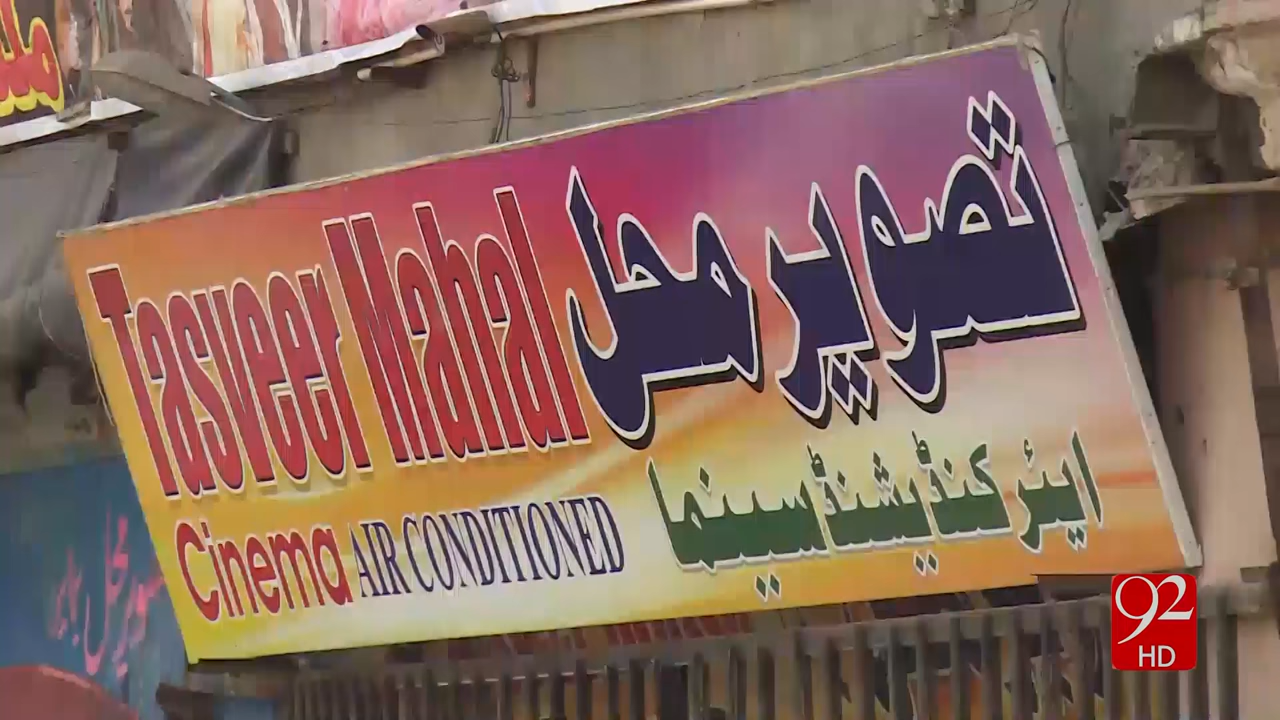 Tasveer Mahal تصویر محل
Cinema AIR CONDITIONED ایئر کنڈیشنڈ سینما
92
HD